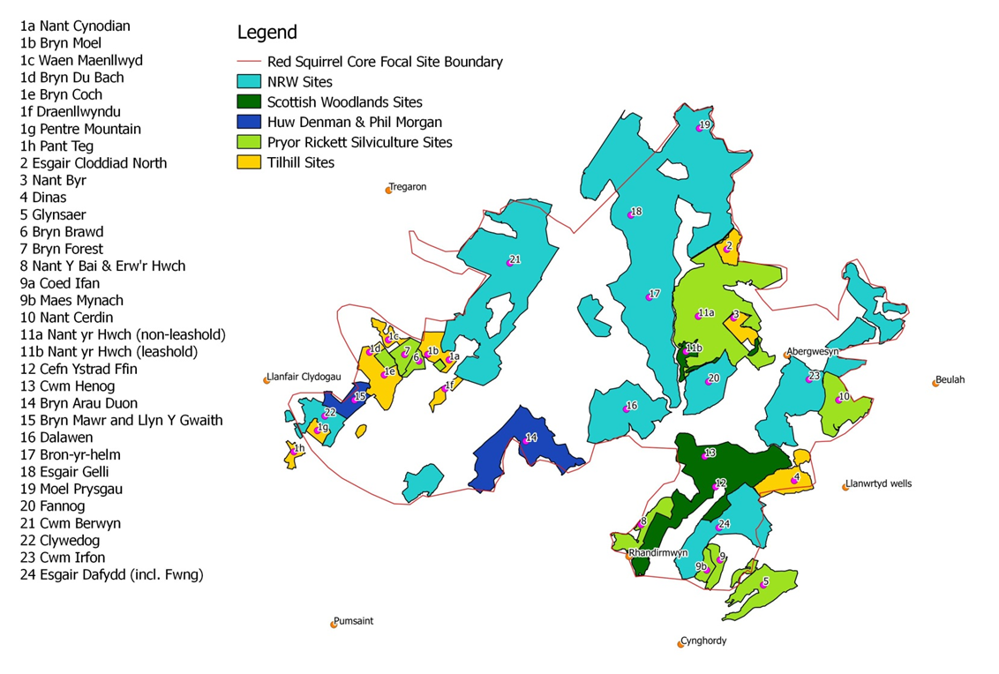 1a Nant Cynodian
1b Bryn Moel
1c Waen Maenllwyd
1d Bryn Du Bach
1e Bryn Coch
1f Draenllwyndu
1g Pentre Mountain
1h Pant Teg
2 Esgair Cloddiad North
3 Nant Byr
4 Dinas
5 Glynsaer
6 Bryn Brawd
7 Bryn Forest
8 Nant Y Bai & Erw'r Hwch
9a Coed Ifan
9b Maes Mynach
10 Nant Cerdin
11a Nant yr Hwch (non-leashold)
11b Nant yr Hwch (leashold)
12 Cefn Ystrad Ffin
13 Cwm Henog
14 Bryn Arau Duon
15 Bryn Mawr and Llyn Y Gwaith
16 Dalawen
17 Bron-yr-helm
18 Esgair Gelli
19 Moel Prysgau
20 Fannog
21 Cwm Berwyn
22 Clywedog
23 Cwm Irfon
24 Esgair Dafydd (incl. Fwng)
Legend
Red Squirrel Core Focal Site Boundary
NRW Sites
Scottish Woodlands Sites
Huw Denman & Phil Morgan
Pryor Rickett Silviculture Sites
Tilhill Sites
19
Tregaron
18
2
21
17
11a
3
1c
1d
7
6
1b
1a
11b
Abergwesyn
Llanfair Clydogau
1e
1f
20
23
Beulah
15
10
22
16
1g
14
1h
13
12
4
Llanwrtyd wells
8
24
Rhandirmwyn
9
9b
5
Pumsaint
Cynghordy